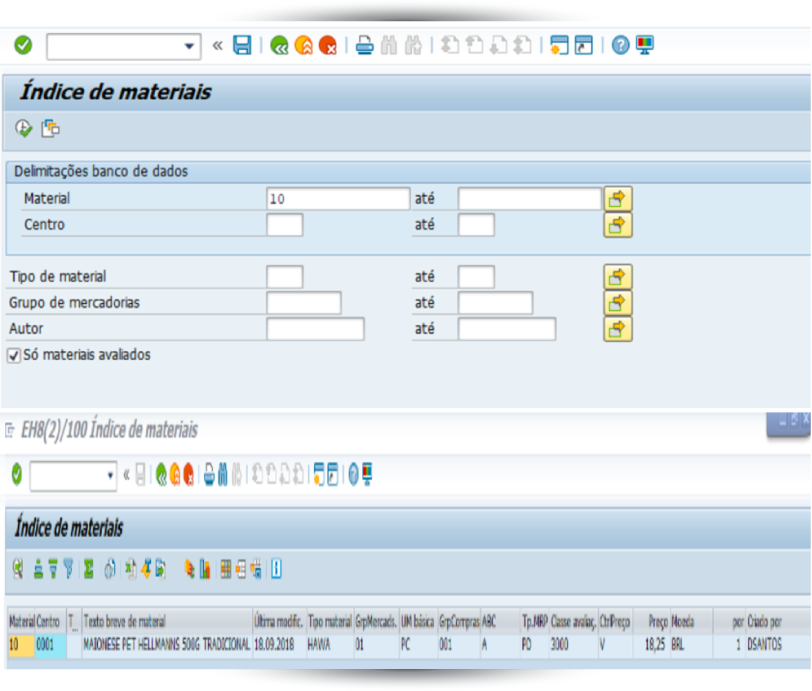 Índice de materiais
Delimitações banco de dados
Material 10 até
Centro até
Tipo de material até
Grupo de mercadorias até
Autor até
Só materiais avaliados
EH8(2)/100 Índice de materiais
Índice de materiais
Material Centro T... Texto breve de material Última modific. Tipo material GrpMercads. UM básica GrpCompras ABC Tp.MRP Classe avaliaç. CtrPreço Preço Moeda por Criado por
10 0001 MAIONESE PET HELLMANNS 500G TRADICIONAL 18.09.2018 HAWA 01 PC 001 A PD 3000 V 18,25 BRL 1 DSANTOS